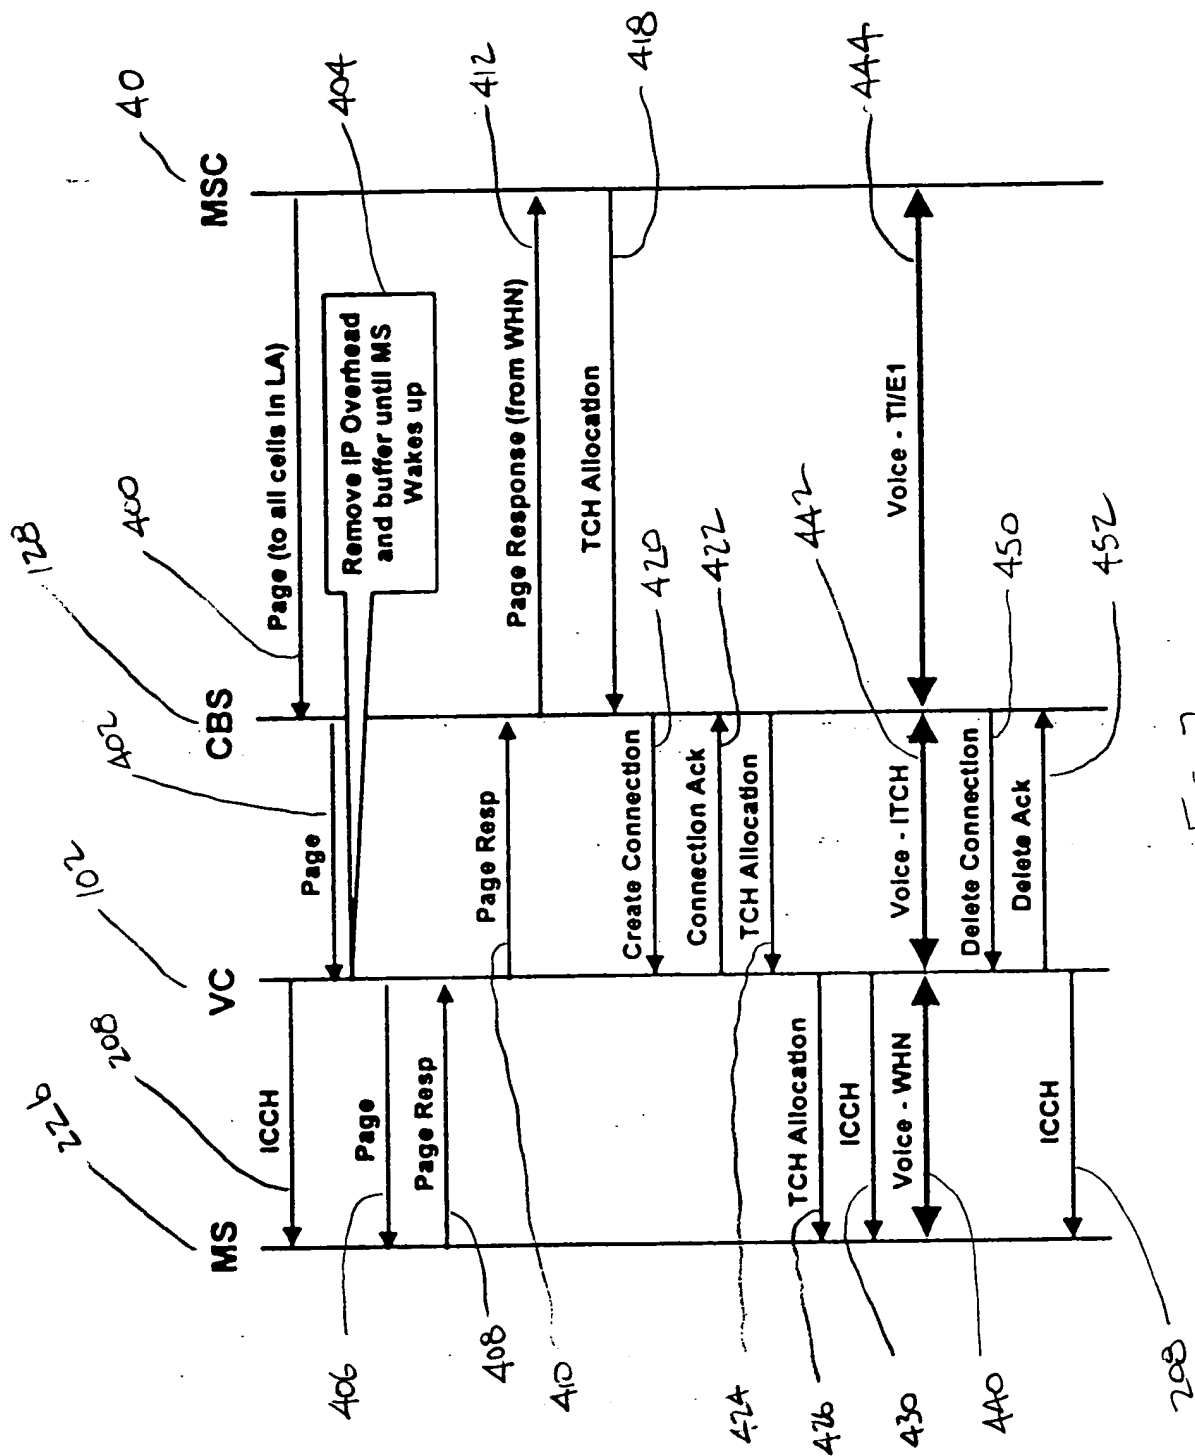 226
MS
102
VC
128
CBS
40
MSC
208
ICCH
400
Page (to all cells in LA)
402
Page
404
Remove IP Overhead
and buffer until MS
Wakes up
406
Page
408
Page Resp
410
Page Resp
412
Page Response (from WHN)
418
TCH Allocation
420
Create Connection
422
Connection Ack
424
TCH Allocation
426
TCH Allocation
430
ICCH
440
Voice - WHN
442
Voice - ITCH
444
Voice - T1/E1
450
Delete Connection
452
Delete Ack
208
ICCH